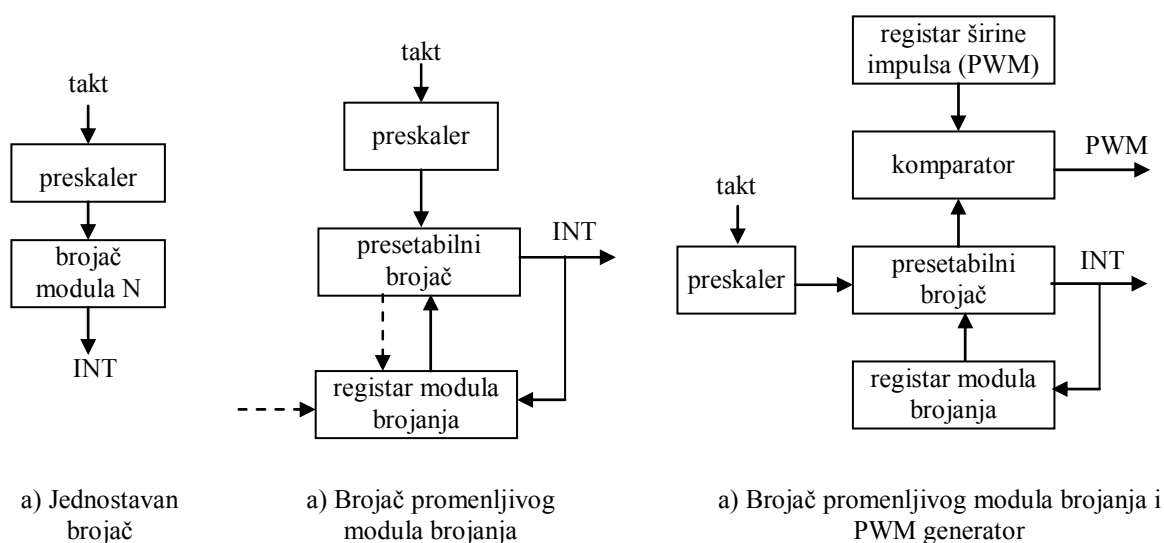 takt
preskaler
brojač
modula N
INT
takt
preskaler
presetabilni
brojač
INT
registar modula
brojanja
registar širine
impulsa (PWM)
komparator
PWM
takt
preskaler
presetabilni
brojač
INT
registar modula
brojanja
a) Jednostavan
brojač
a) Brojač promenljivog
modula brojanja
a) Brojač promenljivog modula brojanja i
PWM generator